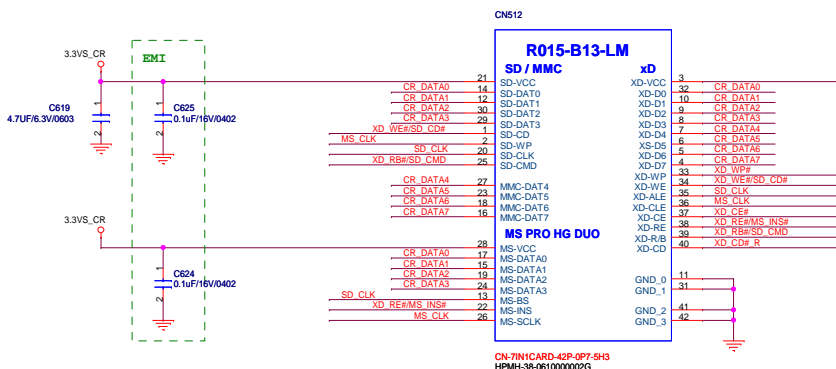 CN512
R015-B13-LM
SD / MMC
xD
EMI
3.3VS_CR
C619
4.7UF/6.3V/0603
1
2
C625
0.1uF/16V/0402
1
2
21 SD-VCC
CR_DATA0 14 SD-DAT0
CR_DATA1 12 SD-DAT1
CR_DATA2 30 SD-DAT2
CR_DATA3 29 SD-DAT3
XD_WE#/SD_CD# 1 SD-CD
MS_CLK 2 SD-WP
SD_CLK 20 SD-CLK
XD_RB#/SD_CMD 25 SD-CMD
CR_DATA4 27 MMC-DAT4
CR_DATA5 23 MMC-DAT5
CR_DATA6 18 MMC-DAT6
CR_DATA7 16 MMC-DAT7
XD-VCC 3
XD-D0 32 CR_DATA0
XD-D1 10 CR_DATA1
XD-D2 9 CR_DATA2
XD-D3 8 CR_DATA3
XD-D4 7 CR_DATA4
XS-D5 6 CR_DATA5
XD-D6 5 CR_DATA6
XD-D7 4 CR_DATA7
XD-WP 33 XD_WP#
XD-WE 34 XD_WE#/SD_CD#
XD-ALE 35 SD_CLK
XD-CLE 36 MS_CLK
XD-CE 37 XD_CE#
XD-RE 38 XD_RE#/MS_INS#
XD-R/B 39 XD_RB#/SD_CMD
XD-CD 40 XD_CD#_R
3.3VS_CR
C624
0.1uF/16V/0402
1
2
MS PRO HG DUO
28 MS-VCC
CR_DATA0 17 MS-DATA0
CR_DATA1 15 MS-DATA1
CR_DATA2 19 MS-DATA2
CR_DATA3 24 MS-DATA3
SD_CLK 13 MS-BS
XD_RE#/MS_INS# 22 MS-INS
MS_CLK 26 MS-SCLK
GND_0 11
GND_1 31
GND_2 41
GND_3 42
CN-7IN1CARD-42P-0P7-5H3
HPMH-38-0610000002G